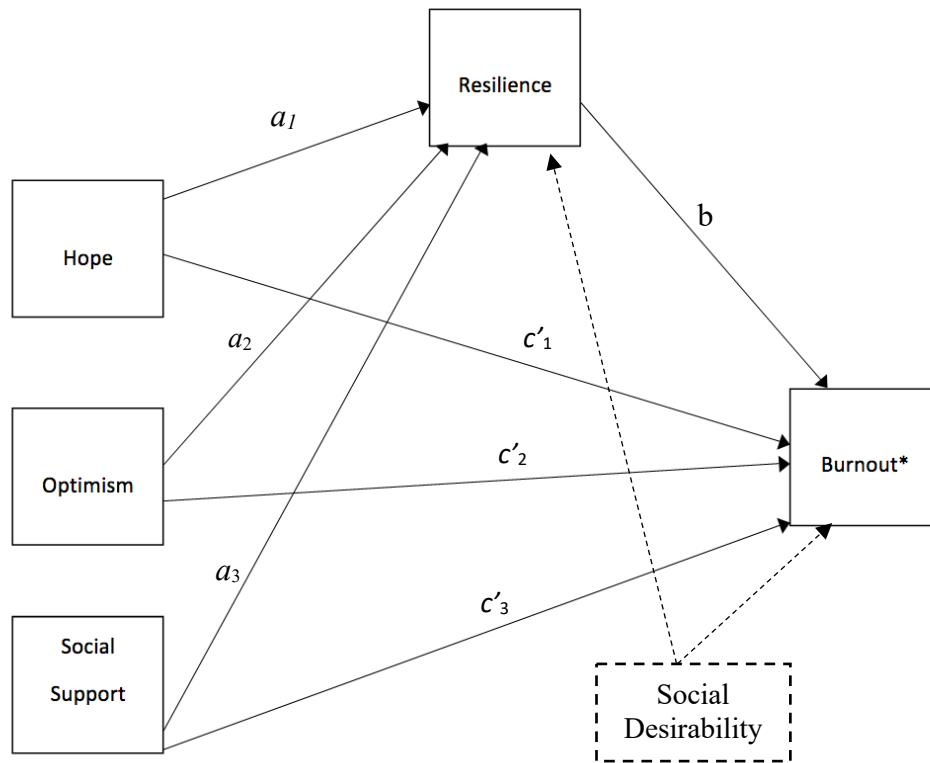 Resilience
a1
Hope
b
a2
c’1
Optimism
c’2
Burnout*
a3
c’3
Social
Support
Social
Desirability